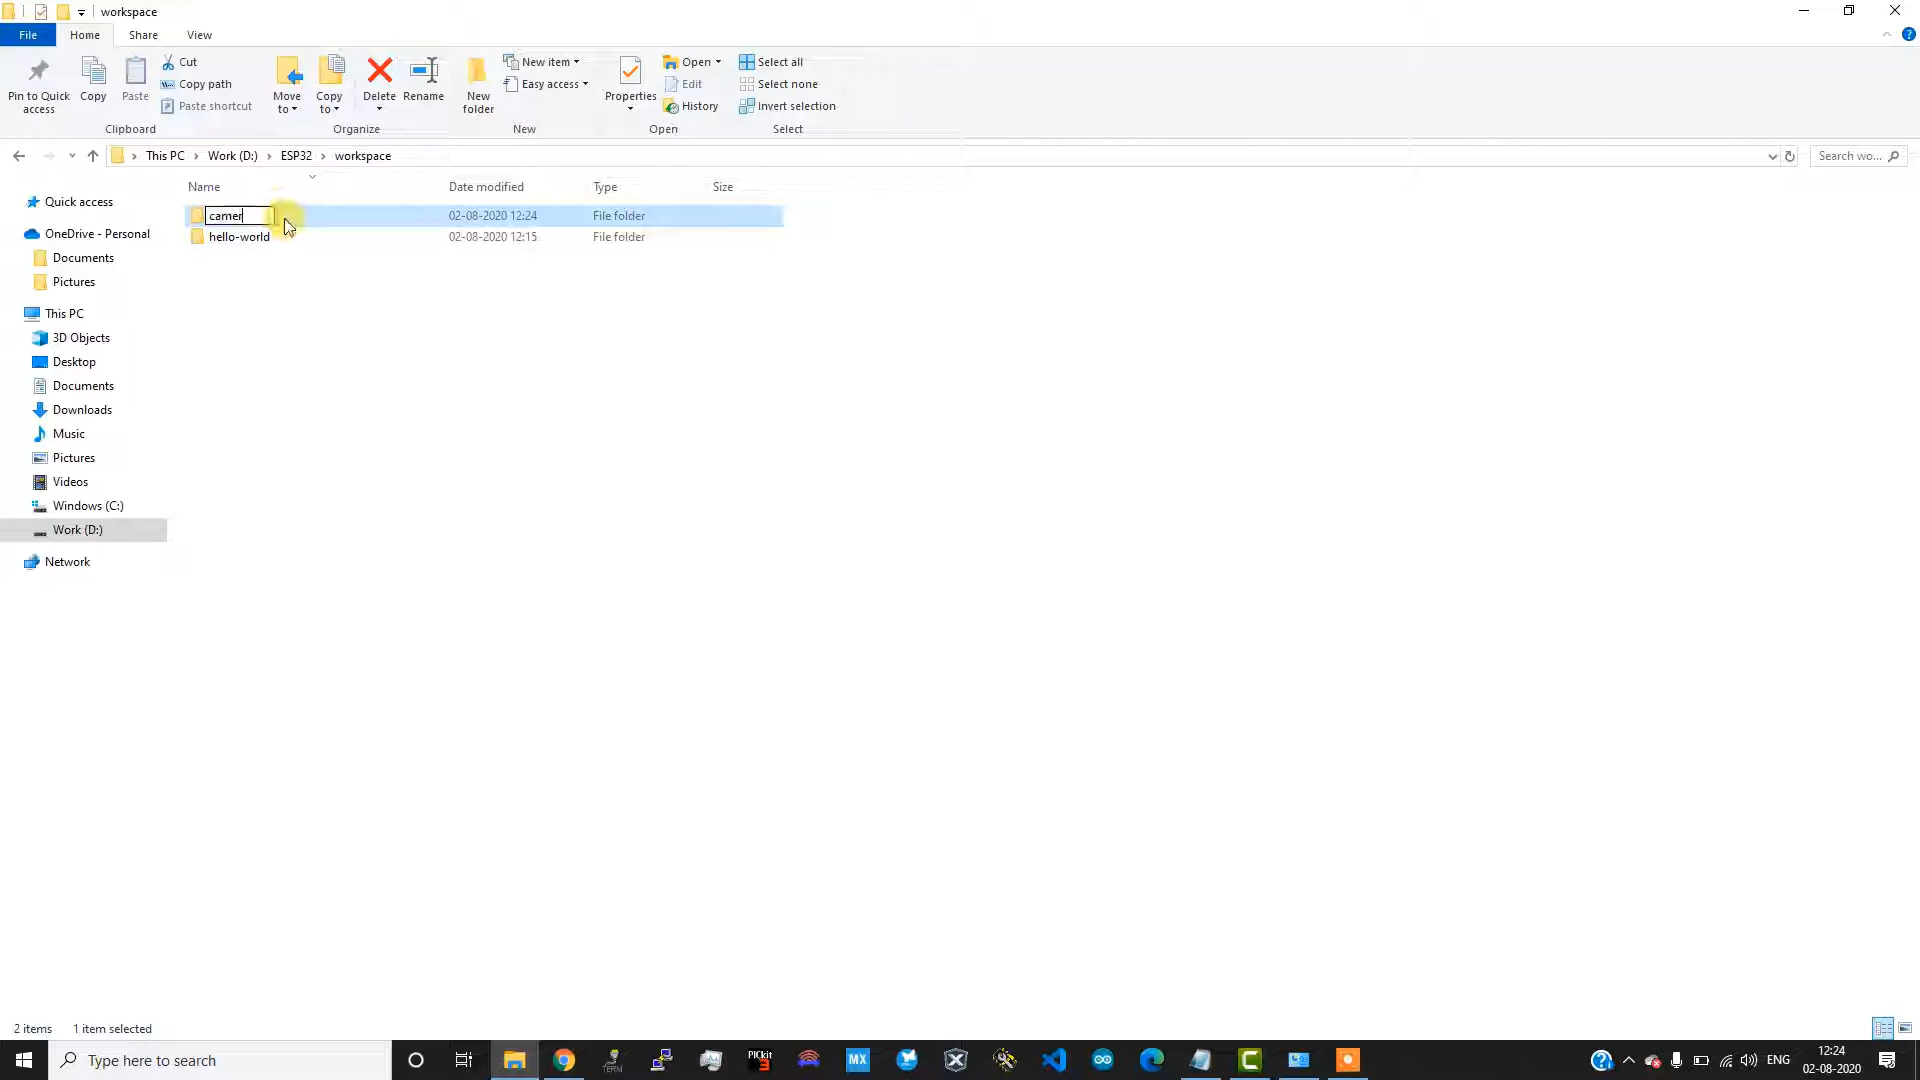 workspace
File Home Share View
Pin to Quick access
Copy
Paste
Cut
Copy path
Paste shortcut
Clipboard
Move to
Copy to
Delete
Rename
Organize
New folder
New item
Easy access
New
Properties
Open
Edit
History
Open
Select all
Select none
Invert selection
Select
This PC > Work (D:) > ESP32 > workspace
Search wo...
Name Date modified Type Size
camer 02-08-2020 12:24 File folder
hello-world 02-08-2020 12:15 File folder
Quick access
OneDrive - Personal
Documents
Pictures
This PC
3D Objects
Desktop
Documents
Downloads
Music
Pictures
Videos
Windows (C:)
Work (D:)
Network
2 items 1 item selected
Type here to search
TERM
PICkit
3
MX
ENG
12:24
02-08-2020